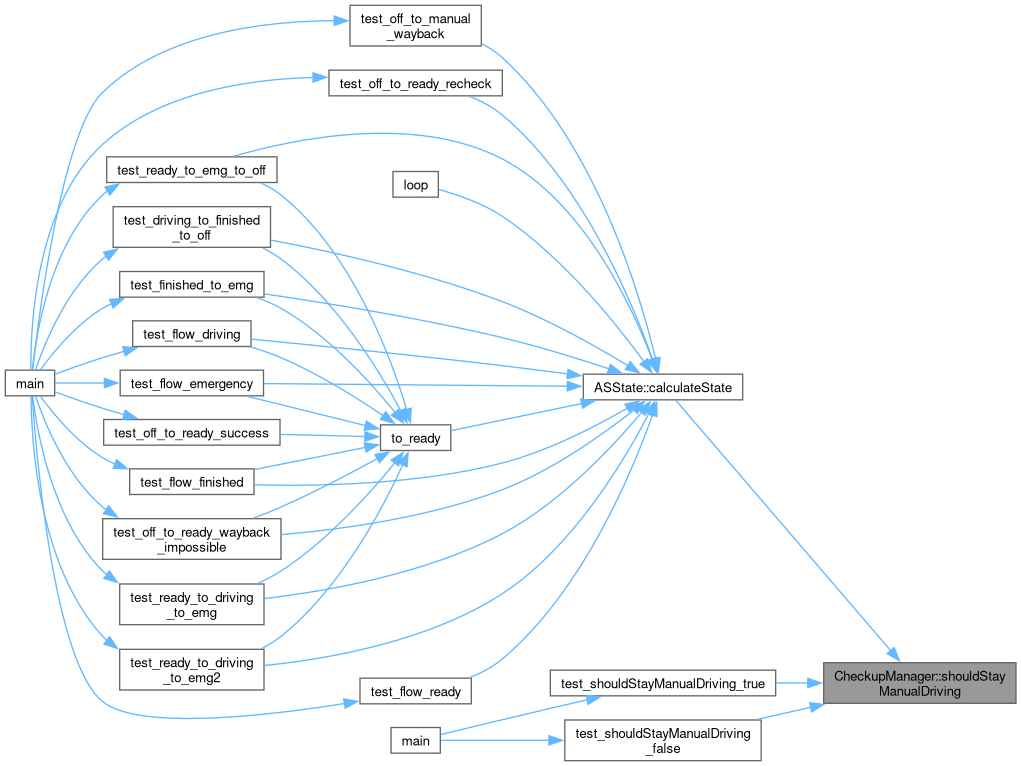 test_off_to_manual
_wayback
test_off_to_ready_recheck
test_ready_to_emg_to_off
loop
test_driving_to_finished
_to_off
test_finished_to_emg
test_flow_driving
main
test_flow_emergency
ASState::calculateState
test_off_to_ready_success
to_ready
test_flow_finished
test_off_to_ready_wayback
_impossible
test_ready_to_driving
_to_emg
test_ready_to_driving
_to_emg2
test_flow_ready
test_shouldStayManualDriving_true
CheckupManager::shouldStay
ManualDriving
main
test_shouldStayManualDriving
_false